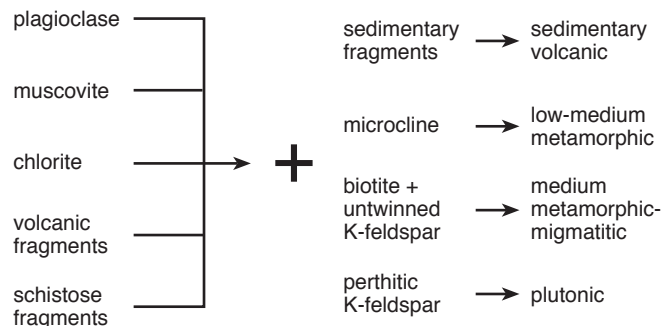 plagioclase
muscovite
chlorite
volcanic
fragments
schistose
fragments
+
sedimentary
fragments
sedimentary
volcanic
microcline
low-medium
metamorphic
biotite +
untwinned
K-feldspar
medium
metamorphic-
migmatitic
perthitic
K-feldspar
plutonic